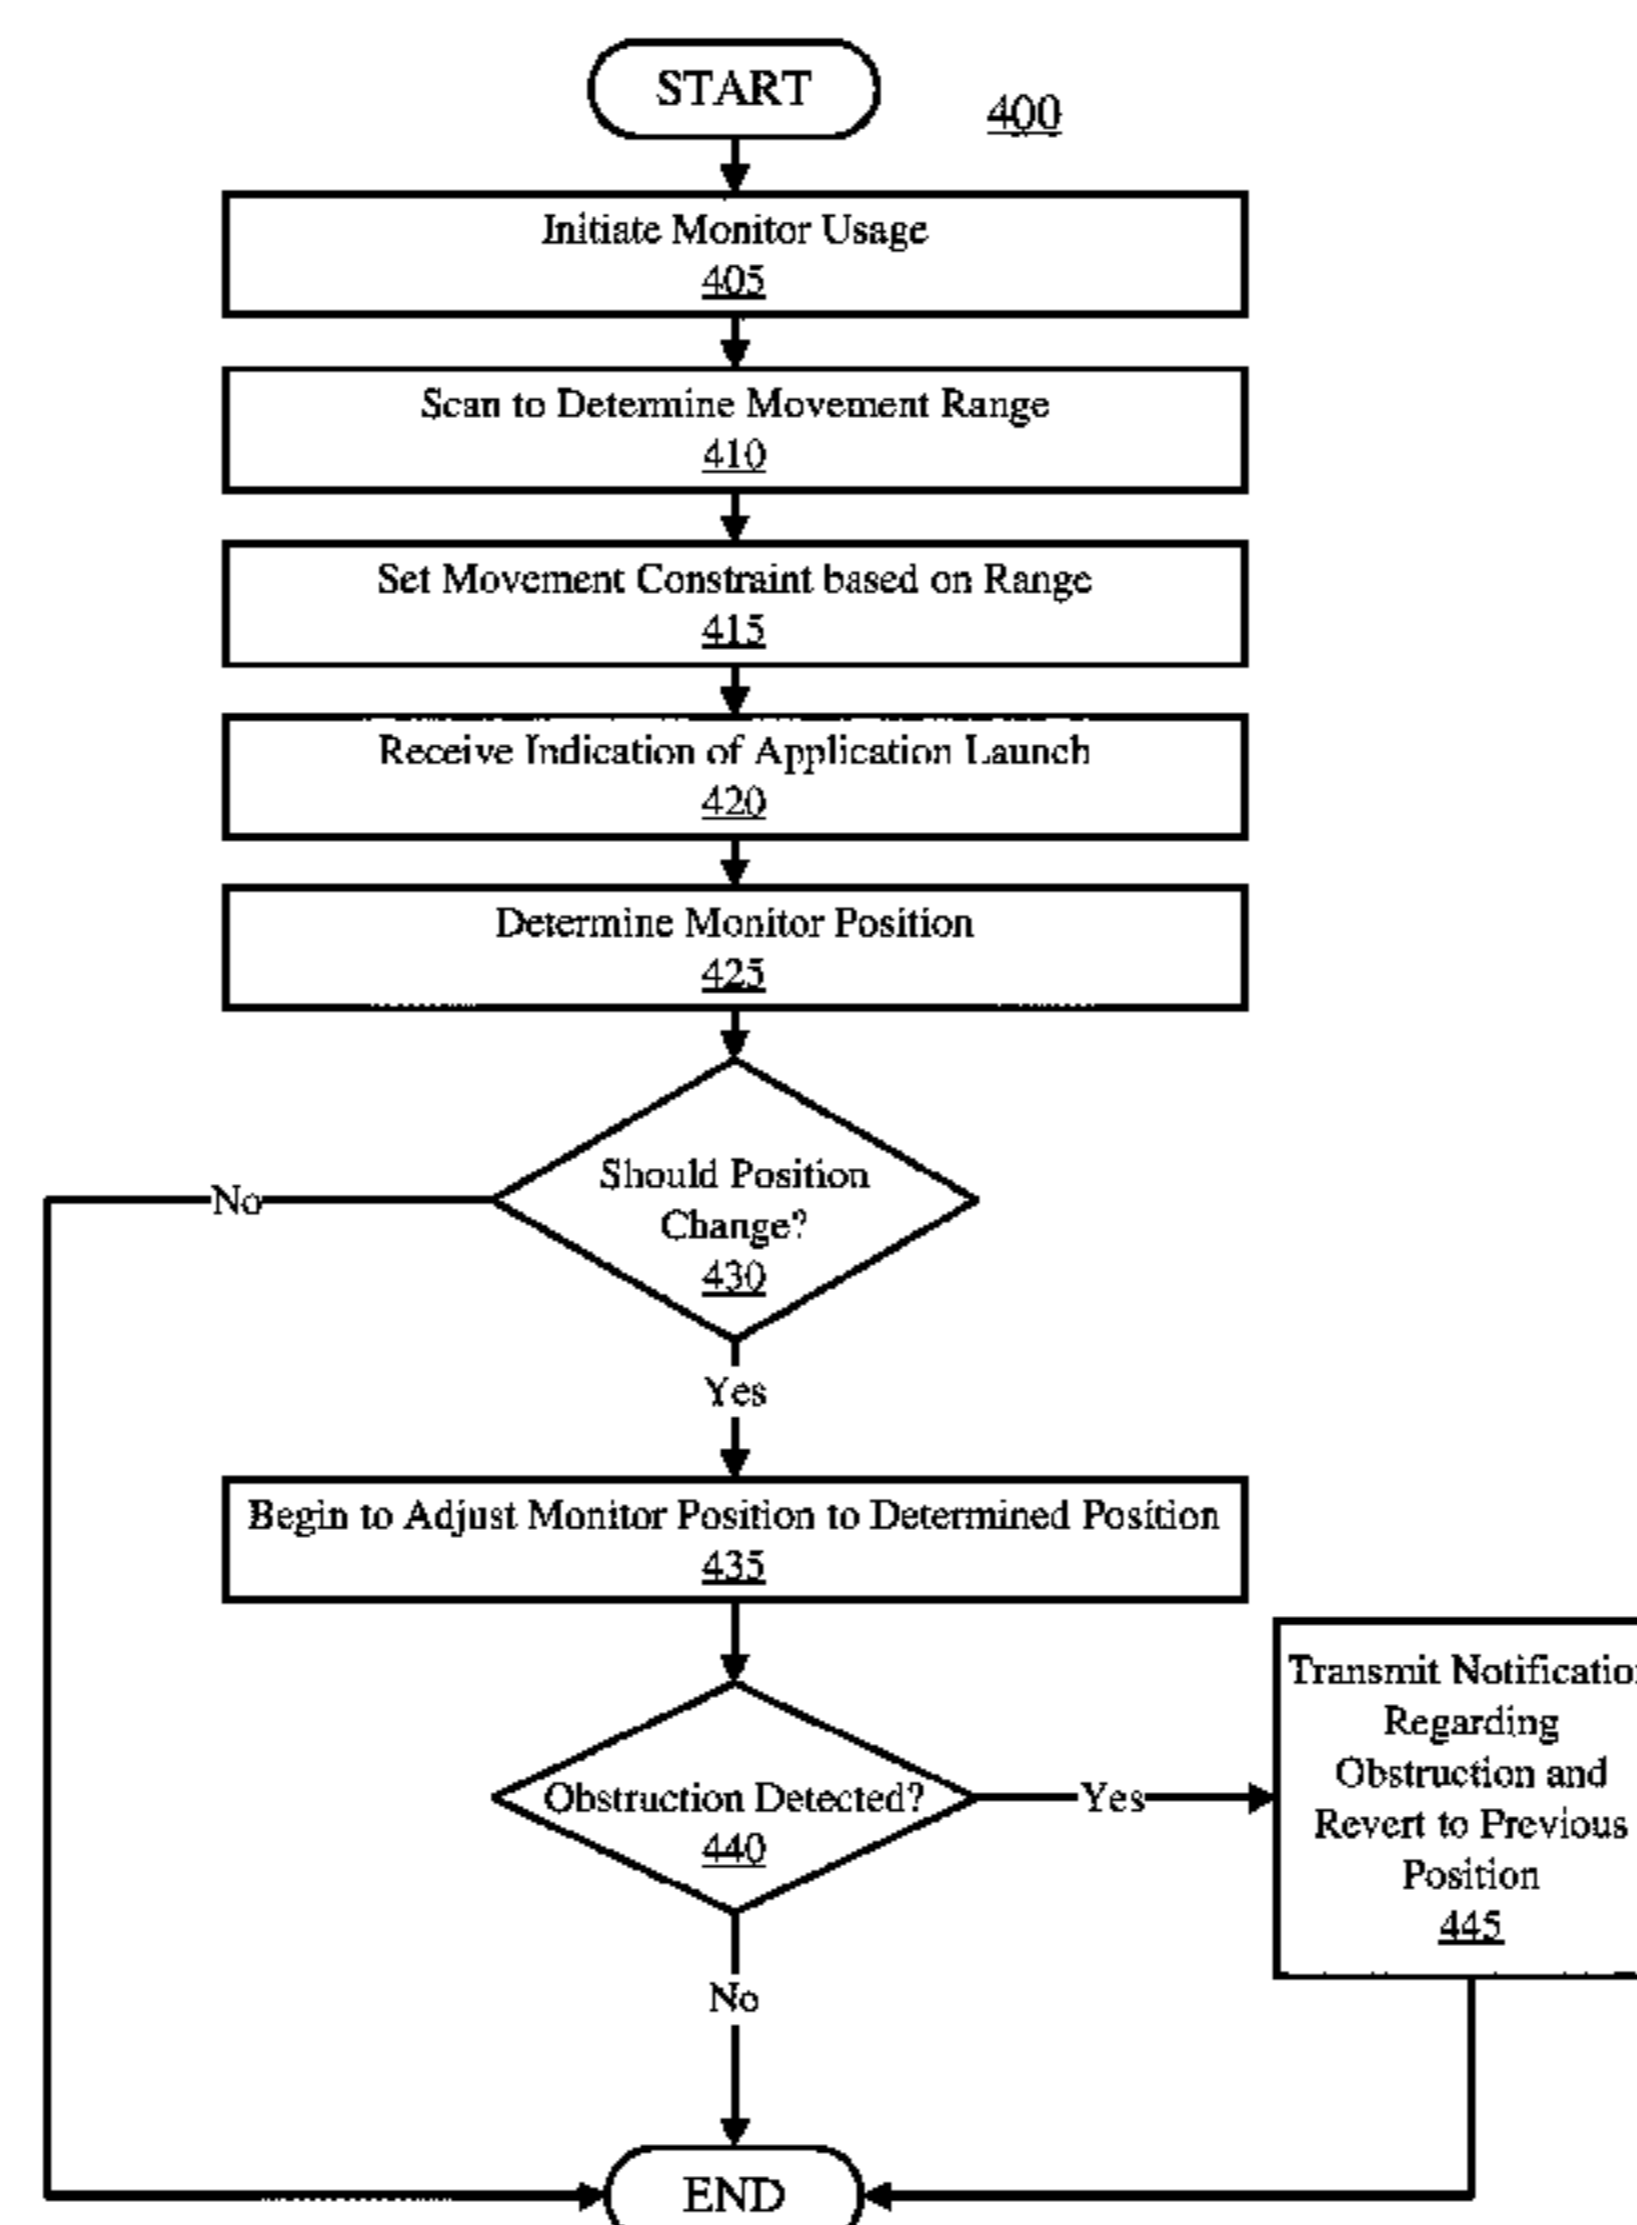 START
400
Initiate Monitor Usage
405
Scan to Determine Movement Range
410
Set Movement Constraint based on Range
415
Receive Indication of Application Launch
420
Determine Monitor Position
425
Should Position
Change?
430
No
Yes
Begin to Adjust Monitor Position to Determined Position
435
Obstruction Detected?
440
Yes
Transmit
Regarding
Obstruction and
Revert to Previous
Position
445
No
END